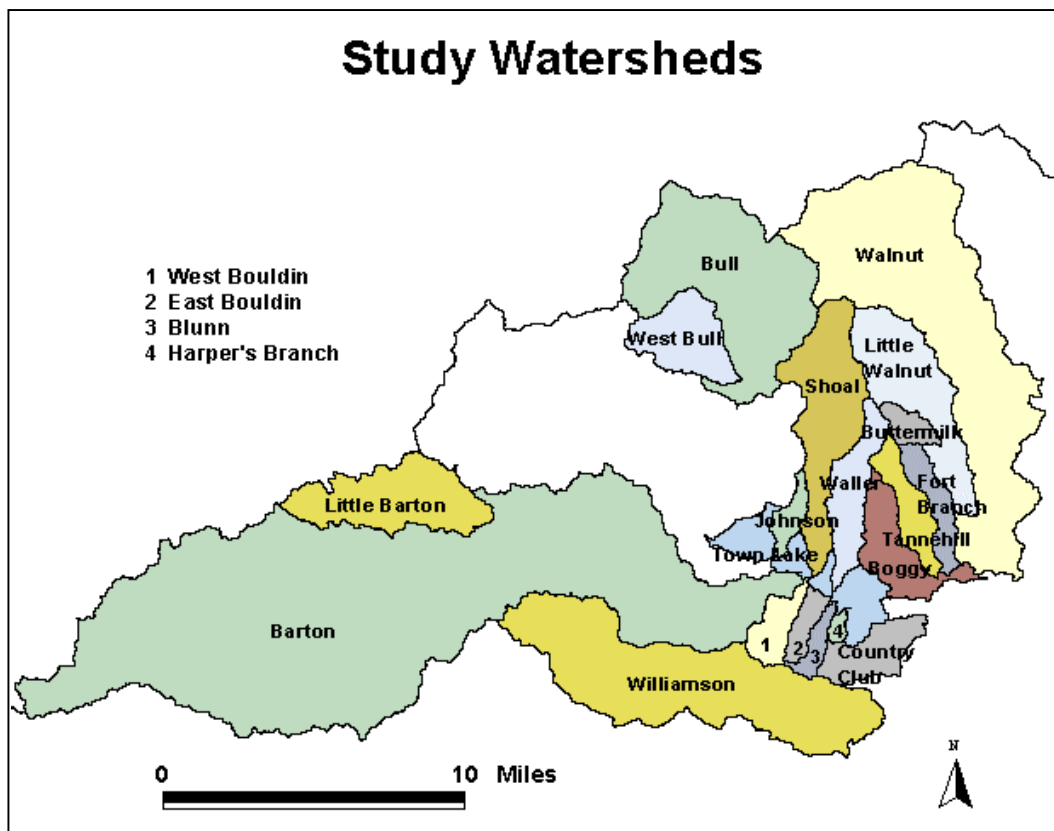 Study Watersheds
1 West Bouldin
2 East Bouldin
3 Blunn
4 Harper's Branch
Walnut
Bull
West Bull
Little
Walnut
Shoal
Buttermilk
Waller
Fort
Branch
Little Barton
Johnson
Tannehill
Town Lake
Boggy
Barton
1
2
3
4
Country
Club
Williamson
0 10 Miles
N